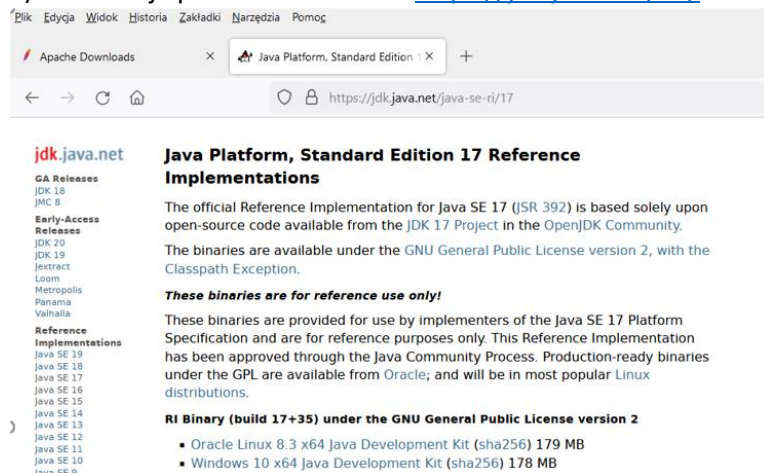 Plik Edycja Widok Historia Zakładki Narzędzia Pomoc
Apache Downloads
Java Platform, Standard Edition 1
https://jdk.java.net/java-se-ri/17
jdk.java.net
GA Releases
JDK 18
JMC 8
Early-Access
Releases
JDK 20
JDK 19
Jextract
Loom
Metropolis
Panama
Valhalla
Reference
Implementations
Java SE 19
Java SE 18
Java SE 17
Java SE 16
Java SE 15
Java SE 14
Java SE 13
Java SE 12
Java SE 11
Java SE 10
Java SE 9
Java Platform, Standard Edition 17 Reference
Implementations
The official Reference Implementation for Java SE 17 (JSR 392) is based solely upon
open-source code available from the JDK 17 Project in the OpenJDK Community.
The binaries are available under the GNU General Public License version 2, with the
Classpath Exception.
These binaries are for reference use only!
These binaries are provided for use by implementers of the Java SE 17 Platform
Specification and are for reference purposes only. This Reference Implementation
has been approved through the Java Community Process. Production-ready binaries
under the GPL are available from Oracle; and will be in most popular Linux
distributions.
RI Binary (build 17+35) under the GNU General Public License version 2
▪ Oracle Linux 8.3 x64 Java Development Kit (sha256) 179 MB
▪ Windows 10 x64 Java Development Kit (sha256) 178 MB